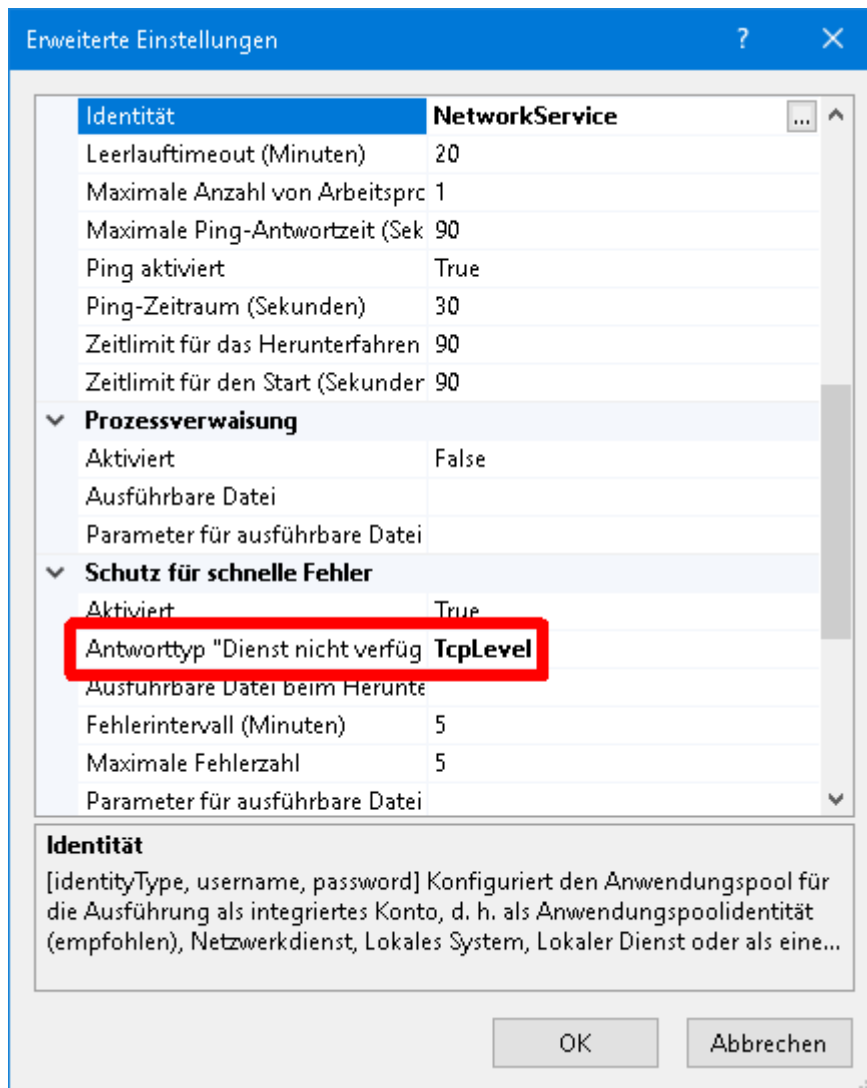 Erweiterte Einstellungen
Identität NetworkService ...
Leerlauftimeout (Minuten) 20
Maximale Anzahl von Arbeitsprc 1
Maximale Ping-Antwortzeit (Sek 90
Ping aktiviert True
Ping-Zeitraum (Sekunden) 30
Zeitlimit für das Herunterfahren 90
Zeitlimit für den Start (Sekunder 90
Prozessverwaisung
Aktiviert False
Ausführbare Datei
Parameter für ausführbare Datei
Schutz für schnelle Fehler
Aktiviert True
Antworttyp "Dienst nicht verfüg TcpLevel
Ausführbare Datei beim Herunte
Fehlerintervall (Minuten) 5
Maximale Fehlerzahl 5
Parameter für ausführbare Datei
Identität
[identityType, username, password] Konfiguriert den Anwendungspool für
die Ausführung als integriertes Konto, d. h. als Anwendungspoolidentität
(empfohlen), Netzwerkdienst, Lokales System, Lokaler Dienst oder als eine...
OK Abbrechen